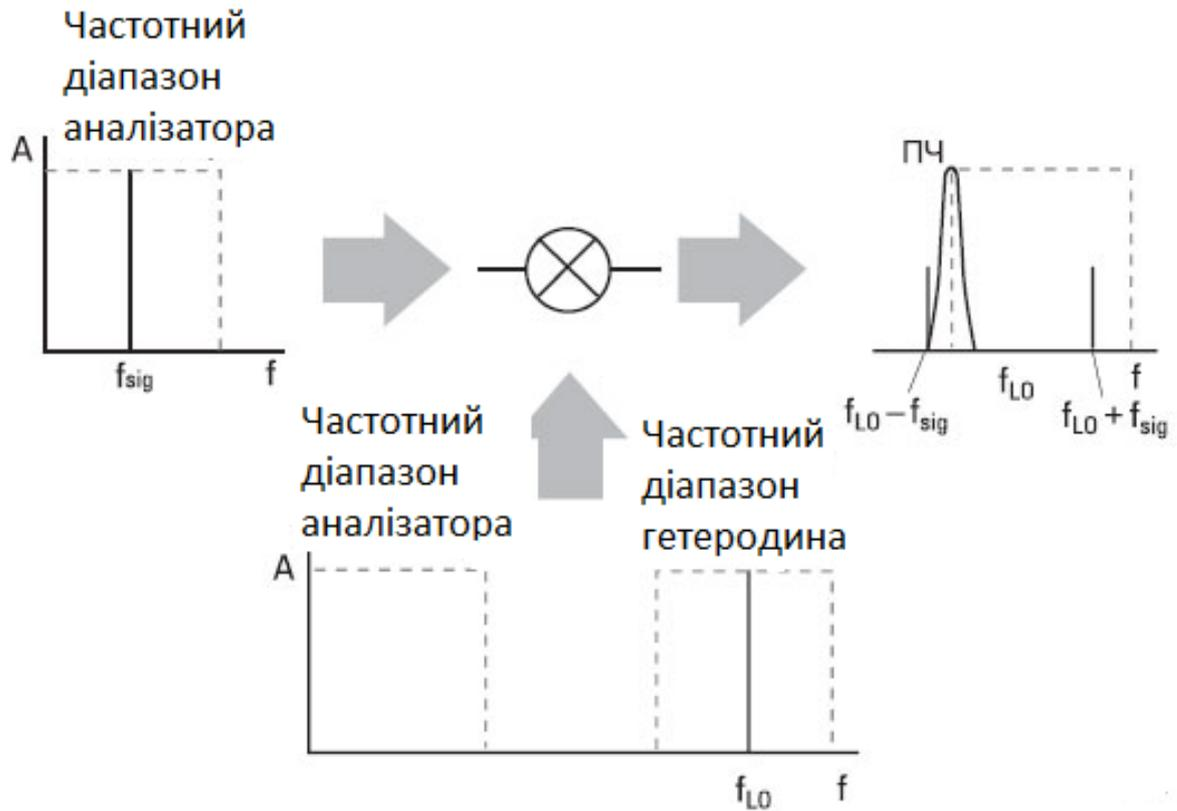 Частотний
діапазон
аналізатора
A
fsig
f
ПЧ
fLO
f
fLO − fsig
fLO + fsig
Частотний
діапазон
аналізатора
Частотний
діапазон
гетеродина
A
fLO
f